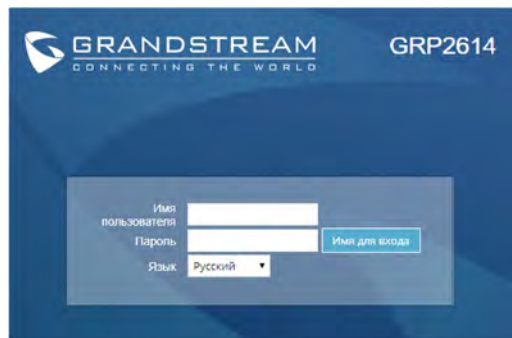 GRANDSTREAM
CONNECTING THE WORLD
GRP2614
Имя
пользователя
Пароль
Имя для входа
Язык
Русский